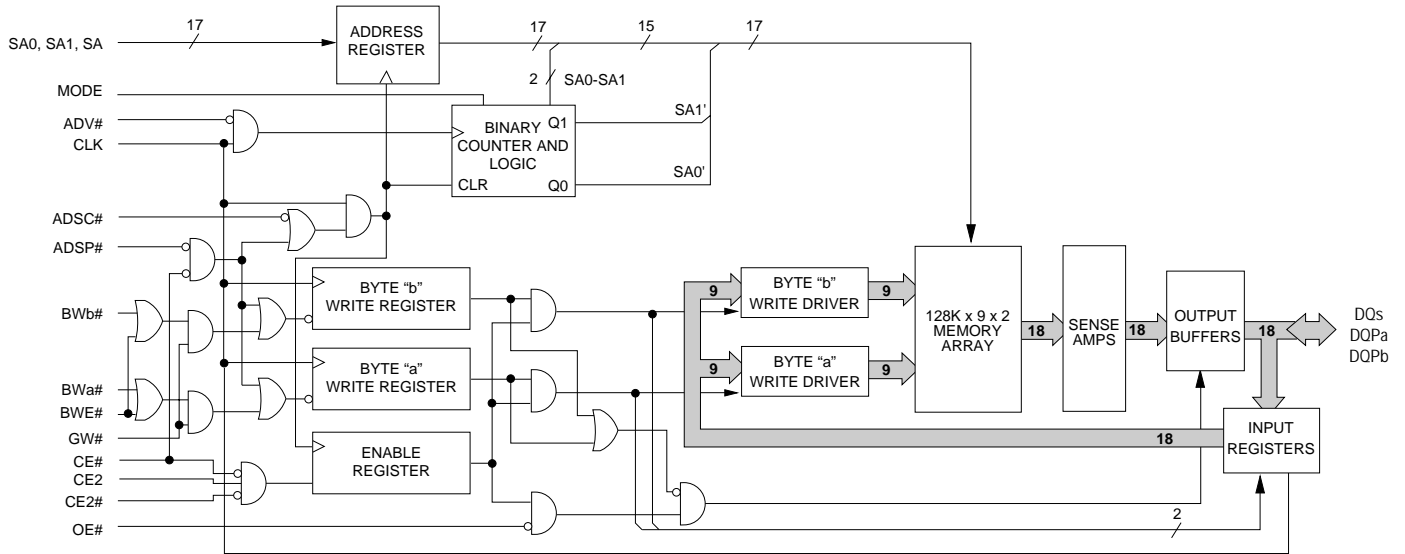 17
SA0, SA1, SA
ADDRESS
REGISTER
17
15
17
2
SA0-SA1
MODE
ADV#
CLK
BINARY
COUNTER AND
LOGIC
Q1
Q0
CLR
SA1'
SA0'
ADSC#
ADSP#
BWb#
BYTE “b”
WRITE REGISTER
BYTE “a”
WRITE REGISTER
BWa#
BWE#
GW#
CE#
CE2
CE2#
OE#
ENABLE
REGISTER
9
BYTE “b”
WRITE DRIVER
9
9
BYTE “a”
WRITE DRIVER
9
128K x 9 x 2
MEMORY
ARRAY
18
SENSE
AMPS
18
OUTPUT
BUFFERS
18
DQs
DQPa
DQPb
18
INPUT
REGISTERS
2